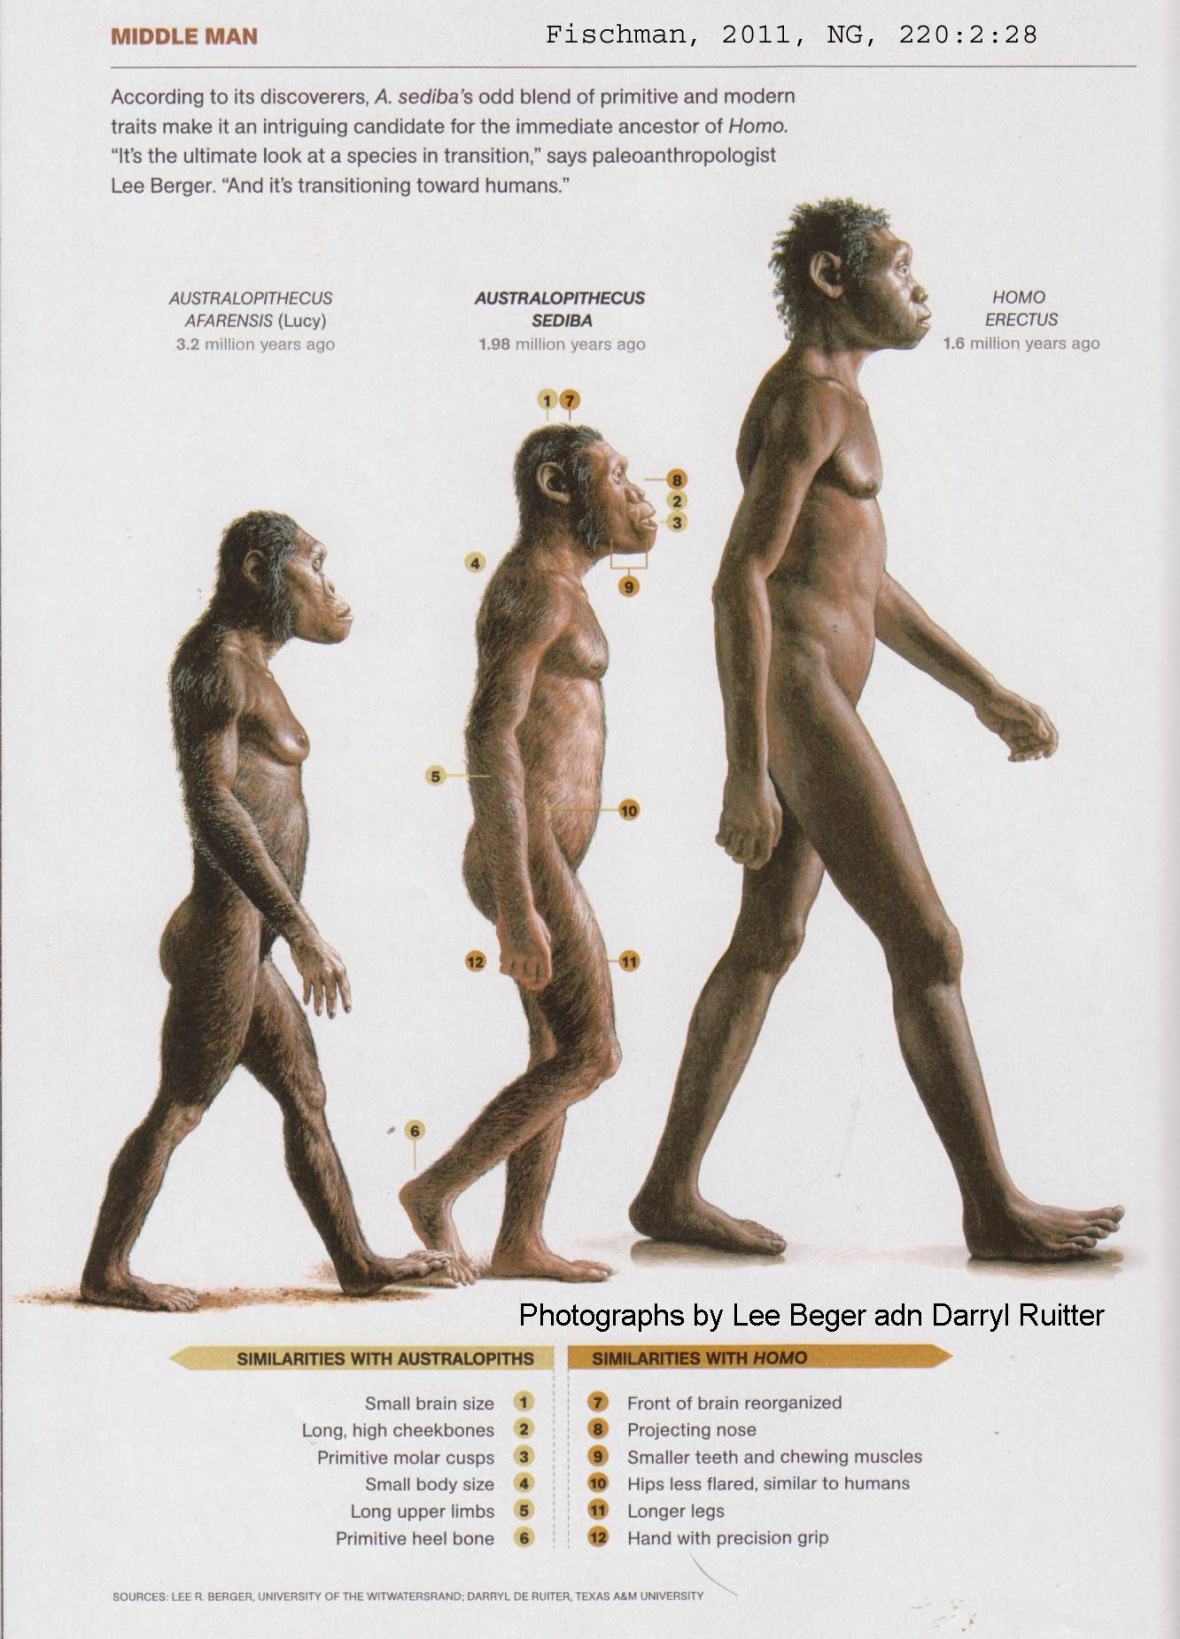 MIDDLE MAN
Fischman, 2011, NG, 220:2:28
According to its discoverers, A. sediba's odd blend of primitive and modern
traits make it an intriguing candidate for the immediate ancestor of Homo.
“It's the ultimate look at a species in transition,” says paleoanthropologist
Lee Berger. “And it's transitioning toward humans.”
AUSTRALOPITHECUS
AFARENSIS (Lucy)
3.2 million years ago
AUSTRALOPITHECUS
SEDIBA
1.98 million years ago
HOMO
ERECTUS
1.6 million years ago
1 7
8
2
3
4
9
5
10
12
11
6
Photographs by Lee Beger adn Darryl Ruitter
SIMILARITIES WITH AUSTRALOPITHS
Small brain size 1
Long, high cheekbones 2
Primitive molar cusps 3
Small body size 4
Long upper limbs 5
Primitive heel bone 6
SIMILARITIES WITH HOMO
7 Front of brain reorganized
8 Projecting nose
9 Smaller teeth and chewing muscles
10 Hips less flared, similar to humans
11 Longer legs
12 Hand with precision grip
SOURCES: LEE R. BERGER, UNIVERSITY OF THE WITWATERSRAND; DARRYL DE RUITER, TEXAS A&M UNIVERSITY